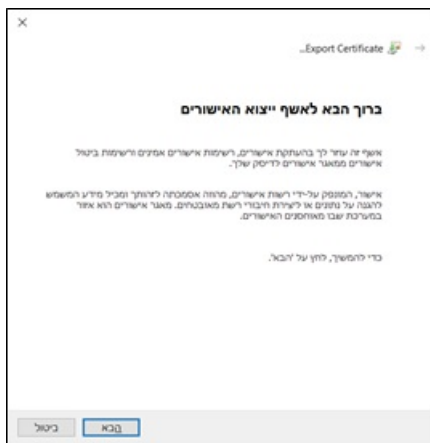 Export Certificate...
ברוך הבא לאשף ייצוא האישורים
אשף זה עוזר לך בהעתקת אישורים, רשימות אישורים אמינים ורשימות ביטול
אישורים ממאגר אישורים לדיסק שלך.
אישור, המונפק על-ידי רשות אישורים, מהווה אסמכתה לזהותך ומכיל מידע המשמש
להגנה על נתונים או ליצירת חיבורי רשת מאובטחים. מאגר אישורים הוא אזור
במערכת שבו מאוחסנים האישורים.
כדי להמשיך, לחץ על 'הבא'.
הבא
ביטול